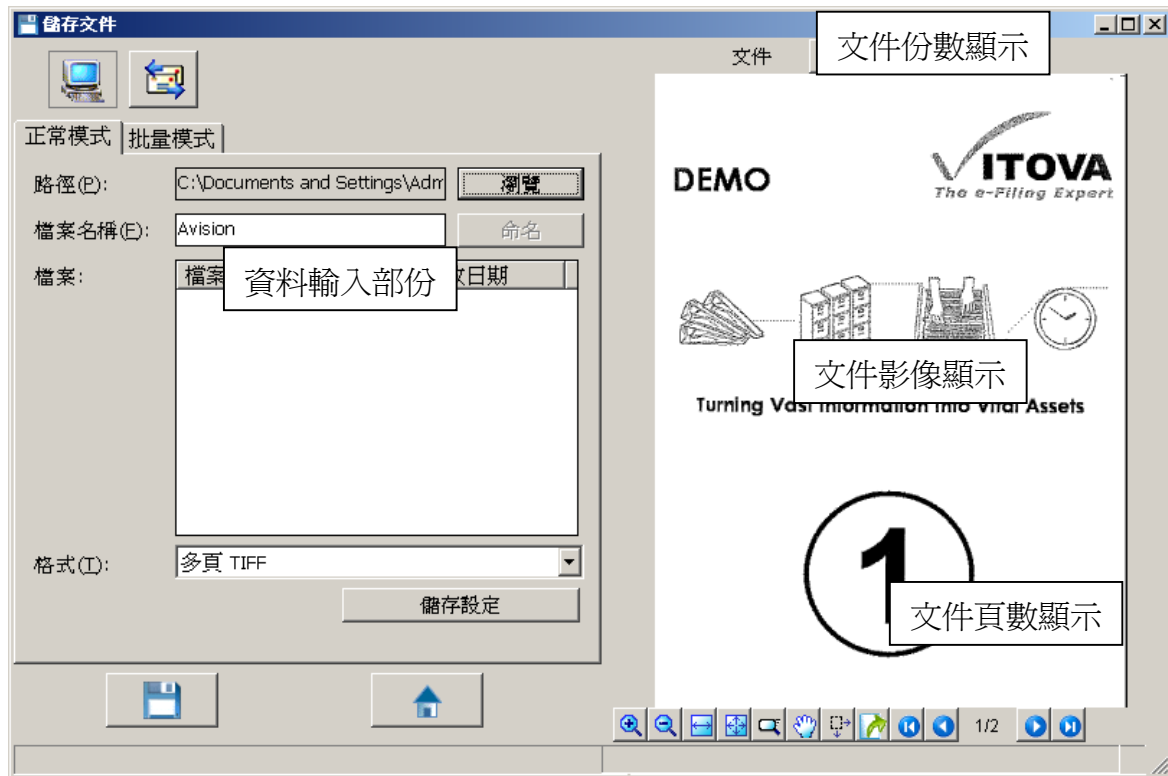 儲存文件
文件
文件份數顯示
正常模式
批量模式
路徑(P):
C:\Documents and Settings\Adm
瀏覽
檔案名稱(F):
Avision
命名
檔案:
檔案
日期
資料輸入部份
格式(T):
多頁 TIFF
儲存設定
DEMO
VITOVA
The e-Filing Expert
文件影像顯示
Turning Vast Information Into Vital Assets
1
文件頁數顯示
1/2